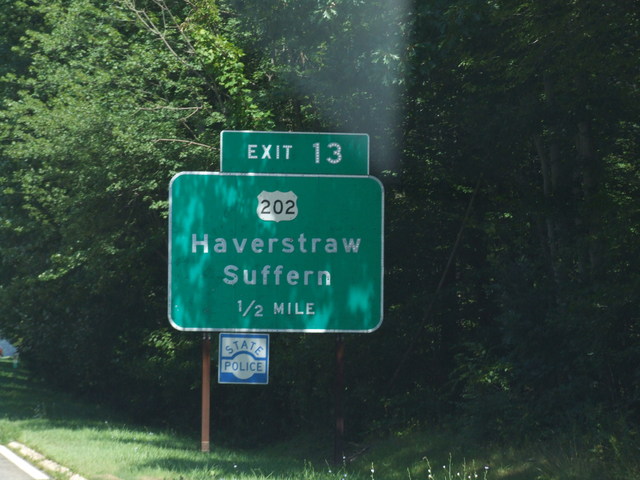 EXIT 13
202
Haverstraw
Suffern
1/2 MILE
STATE
POLICE